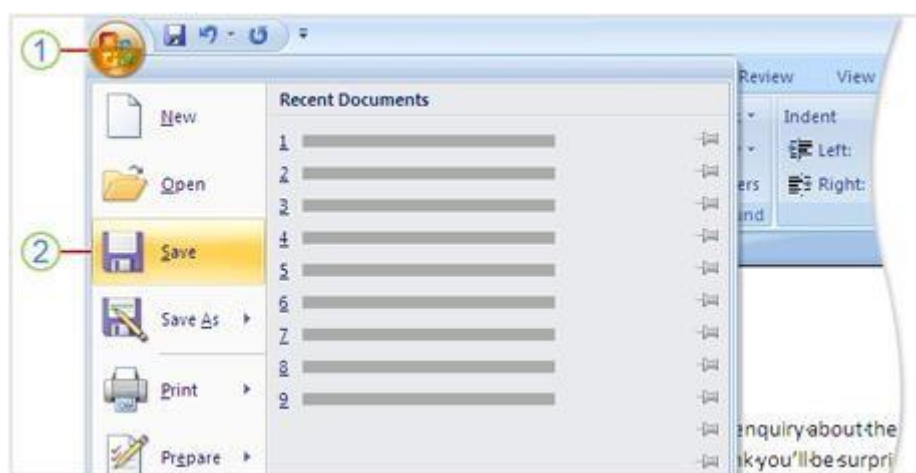 1
Review View
Recent Documents
New
1
Indent
Left:
Open
2
Right:
ers
3
und
4
2
Save
5
6
Save As
7
8
Print
9
enquiry·about·the
Prepare
k·you'll·be·surpri